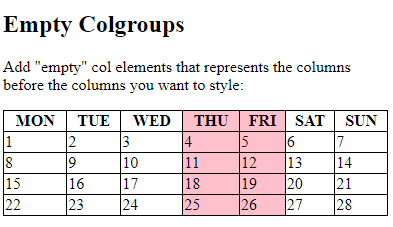 Empty Colgroups
Add "empty" col elements that represents the columns
before the columns you want to style:
MON TUE WED THU FRI SAT SUN
1 2 3 4 5 6 7
8 9 10 11 12 13 14
15 16 17 18 19 20 21
22 23 24 25 26 27 28